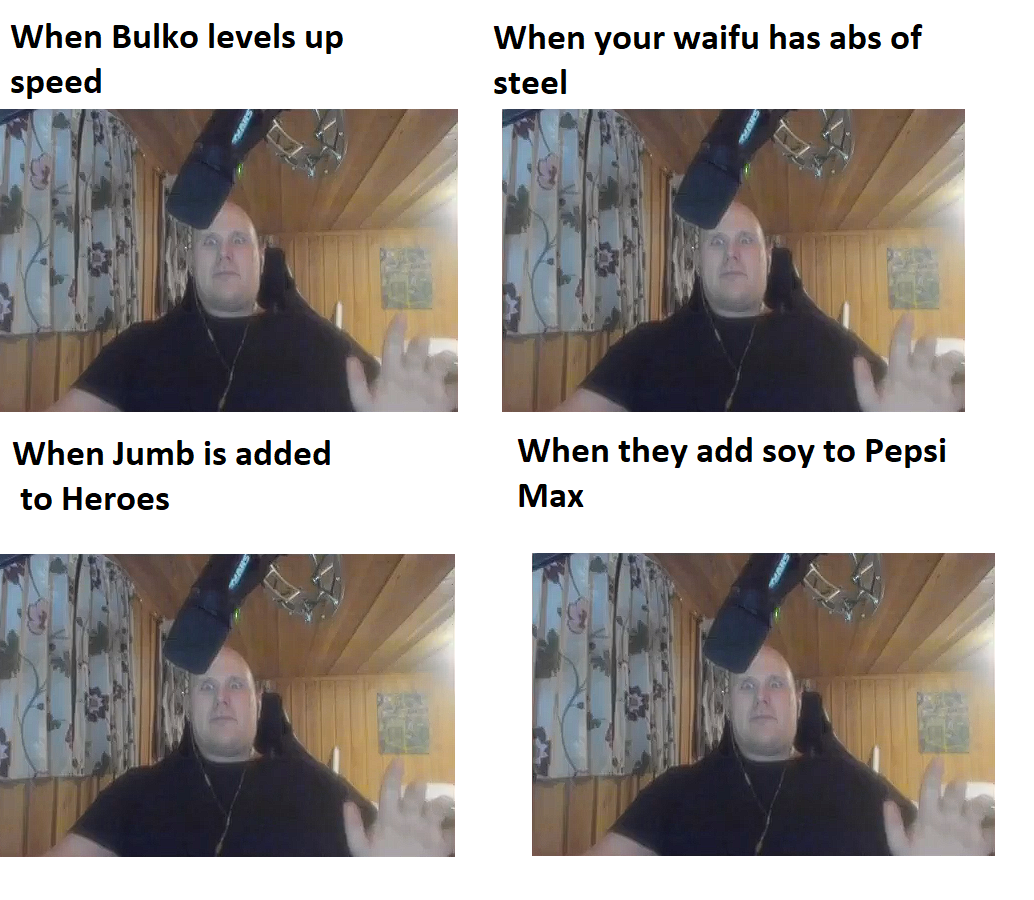 When Bulko levels up
speed
When your waifu has abs of
steel
When Jumb is added
to Heroes
When they add soy to Pepsi
Max